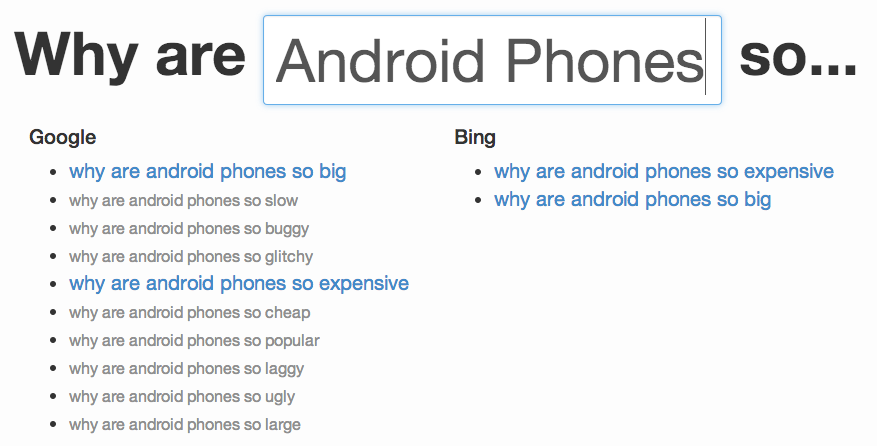 Why are Android Phones so...
Google
why are android phones so big
why are android phones so slow
why are android phones so buggy
why are android phones so glitchy
why are android phones so expensive
why are android phones so cheap
why are android phones so popular
why are android phones so laggy
why are android phones so ugly
why are android phones so large
Bing
why are android phones so expensive
why are android phones so big